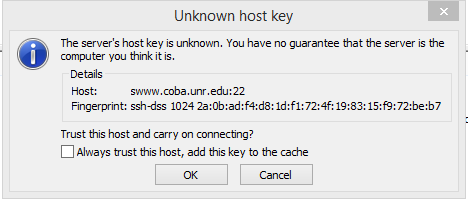 Unknown host key
The server's host key is unknown. You have no guarantee that the server is the
computer you think it is.
Details
Host: swww.coba.unr.edu:22
Fingerprint: ssh-dss 1024 2a:0b:ad:f4:d8:1d:f1:72:4f:19:83:15:f9:72:be:b7
Trust this host and carry on connecting?
Always trust this host, add this key to the cache
OK Cancel